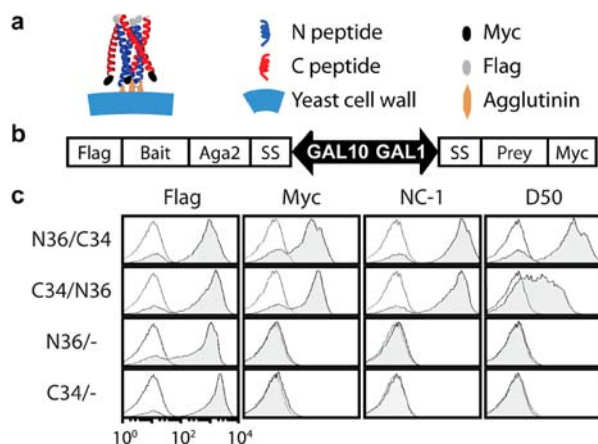 a
N peptide
C peptide
Yeast cell wall
Myc
Flag
Agglutinin
b
Flag Bait Aga2 SS GAL10 GAL1 SS Prey Myc
c
Flag Myc NC-1 D50
N36/C34
C34/N36
N36/-
C34/-
10⁰ 10² 10⁴